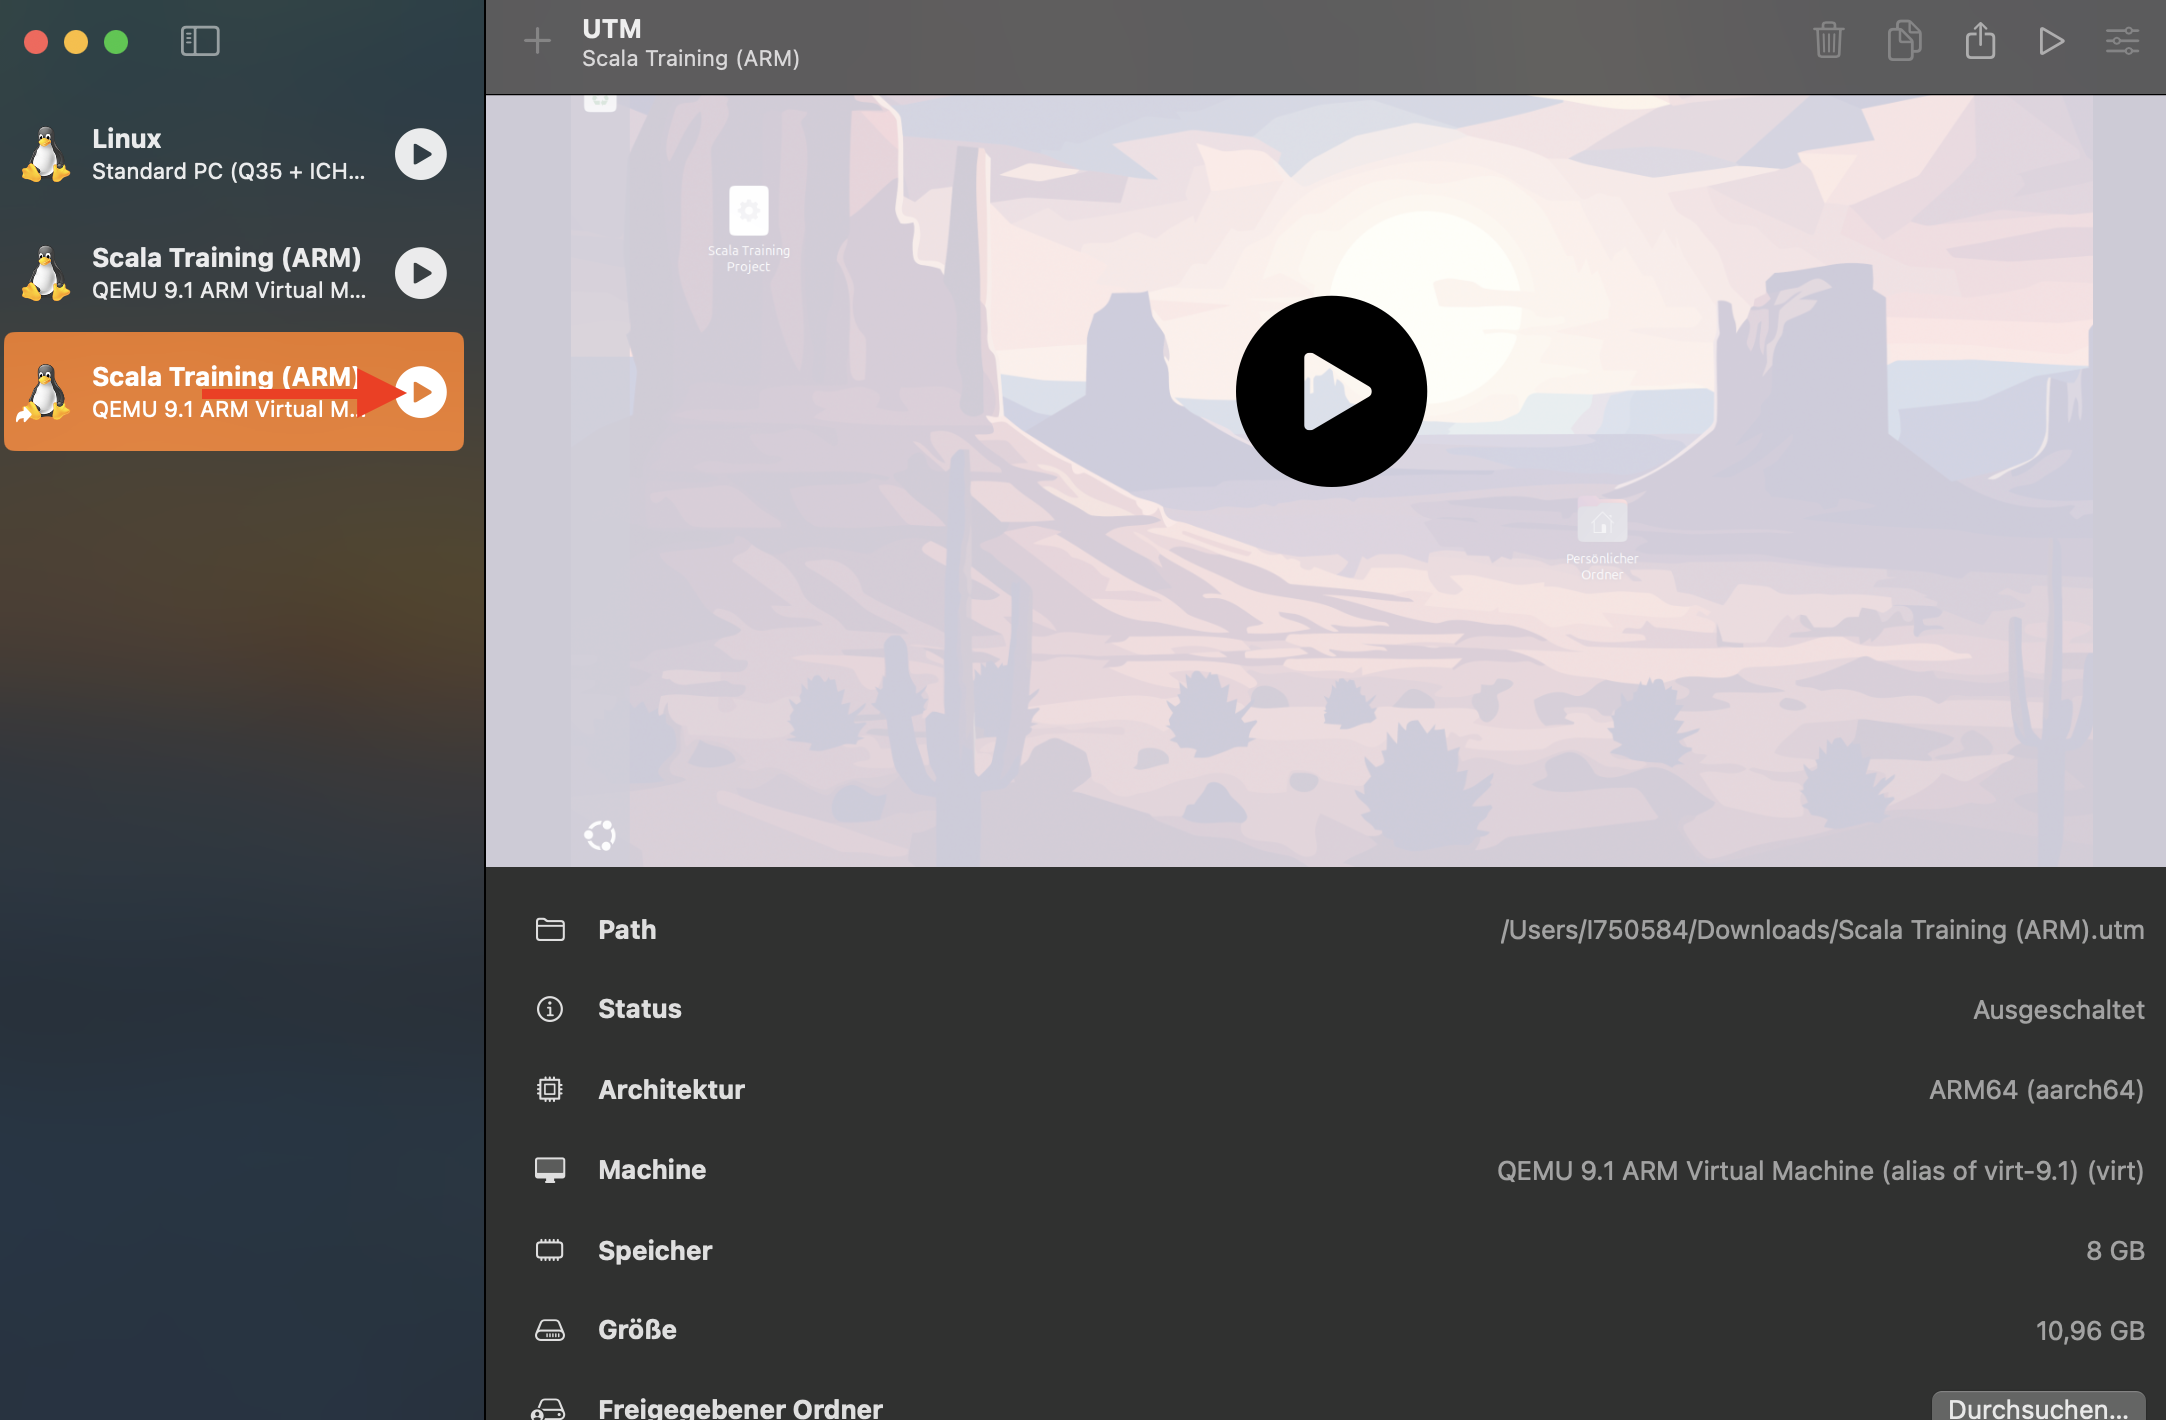 UTM
Scala Training (ARM)
Linux
Standard PC (Q35 + ICH...
Scala Training (ARM)
QEMU 9.1 ARM Virtual M...
Scala Training (ARM)
QEMU 9.1 ARM Virtual M...
Scala Training
Project
Persönlicher
Ordner
Path
/Users/I750584/Downloads/Scala Training (ARM).utm
Status
Ausgeschaltet
Architektur
ARM64 (aarch64)
Machine
QEMU 9.1 ARM Virtual Machine (alias of virt-9.1) (virt)
Speicher
8 GB
Größe
10,96 GB
Freigegebener Ordner
Durchsuchen...